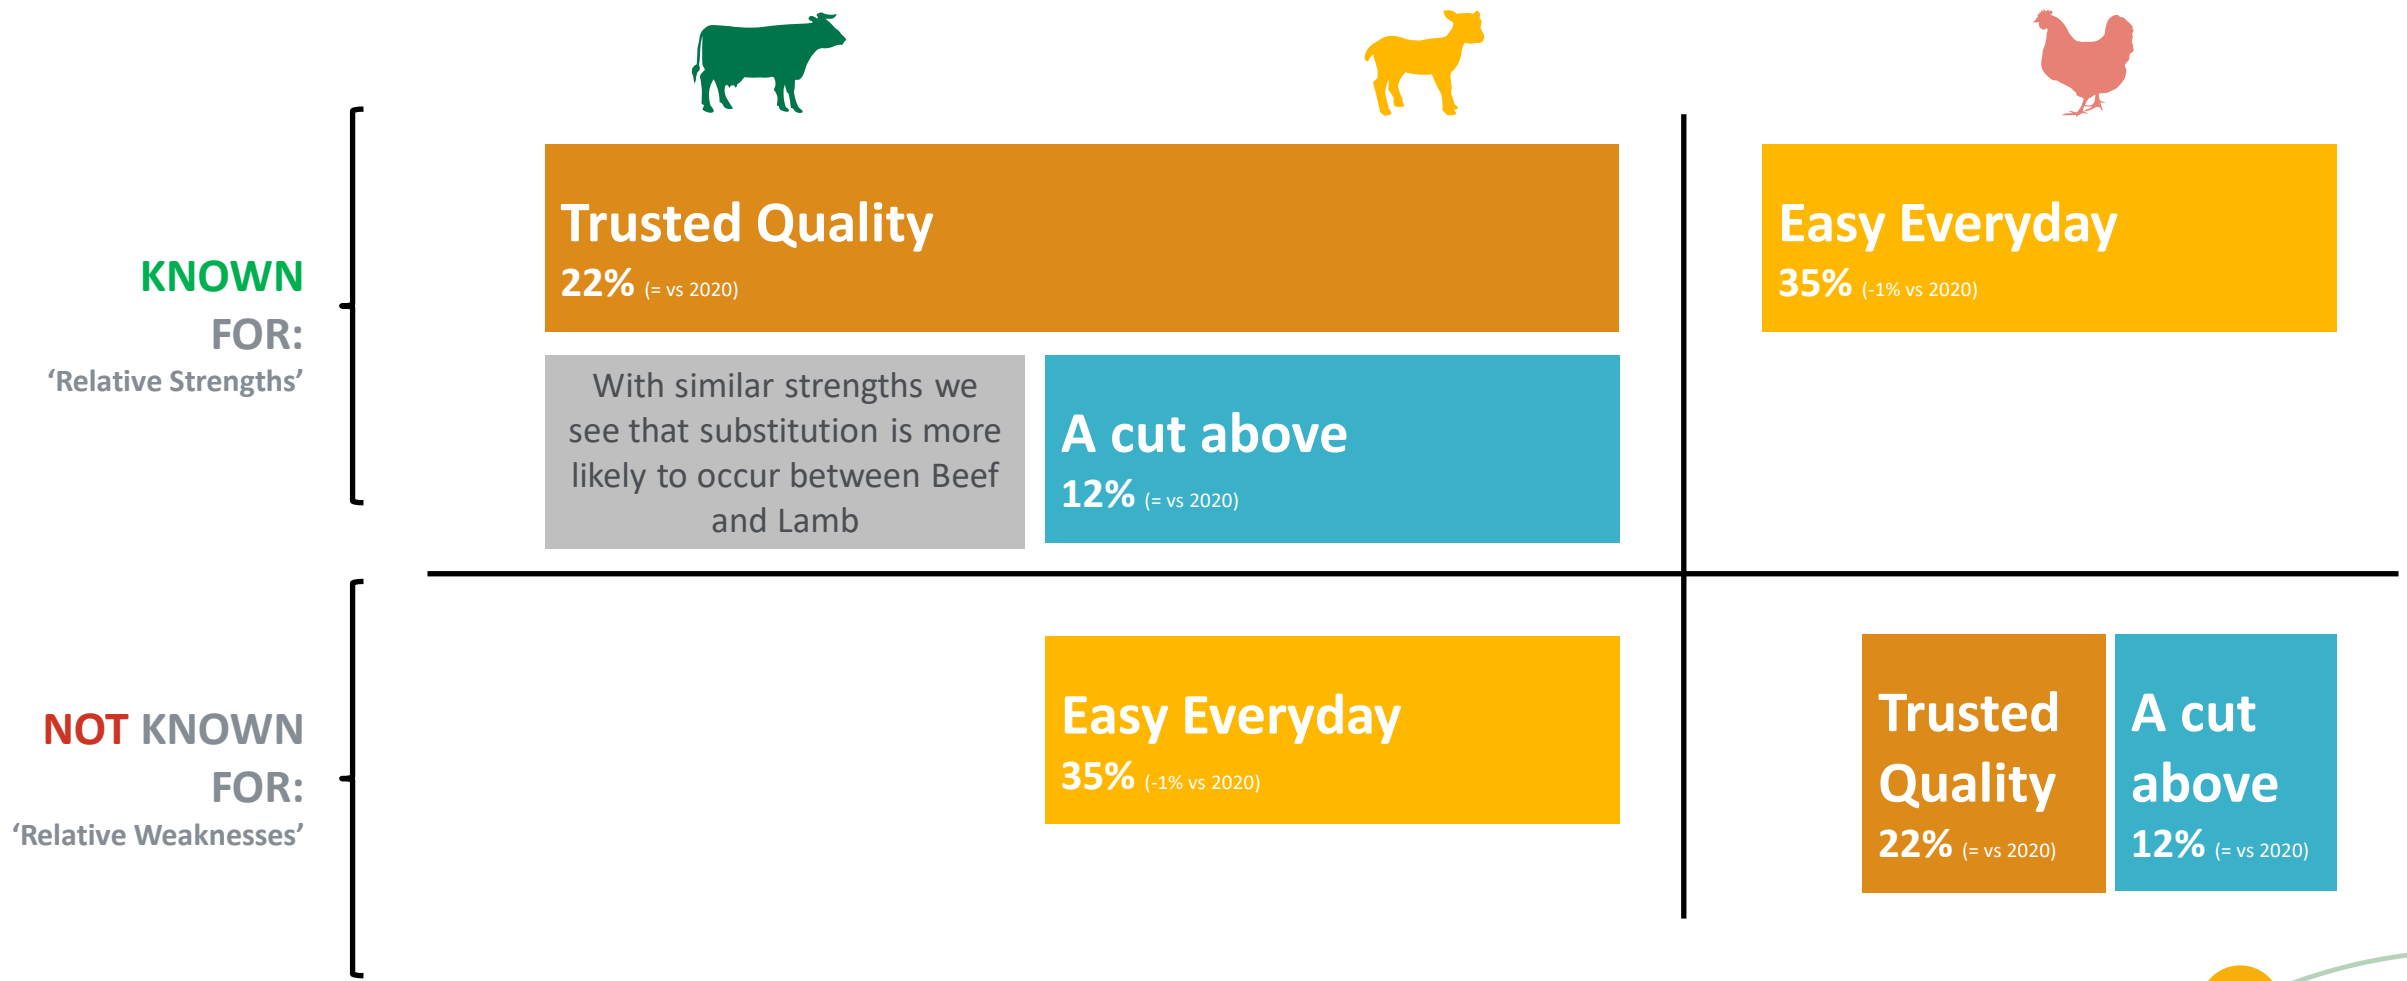 KNOWN
FOR:
‘Relative Strengths’
Trusted Quality
22% (= vs 2020)
Easy Everyday
35% (-1% vs 2020)
With similar strengths we
see that substitution is more
likely to occur between Beef
and Lamb
A cut above
12% (= vs 2020)
NOT KNOWN
FOR:
‘Relative Weaknesses’
Easy Everyday
35% (-1% vs 2020)
Trusted
Quality
22% (= vs 2020)
A cut
above
12% (= vs 2020)